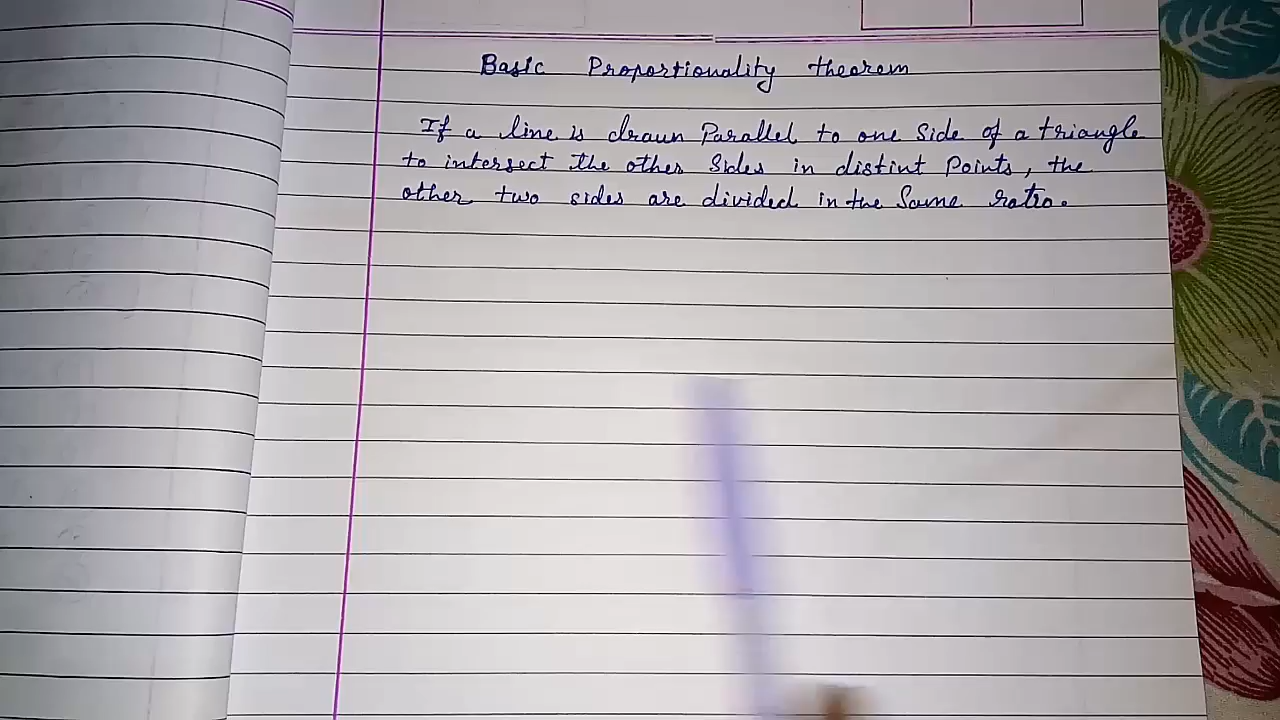 Basic Proportionality theorem
If a line is drawn Parallel to one Side of a triangle
to intersect the other Sides in distint Points, the
other two sides are divided in the Same ratio.